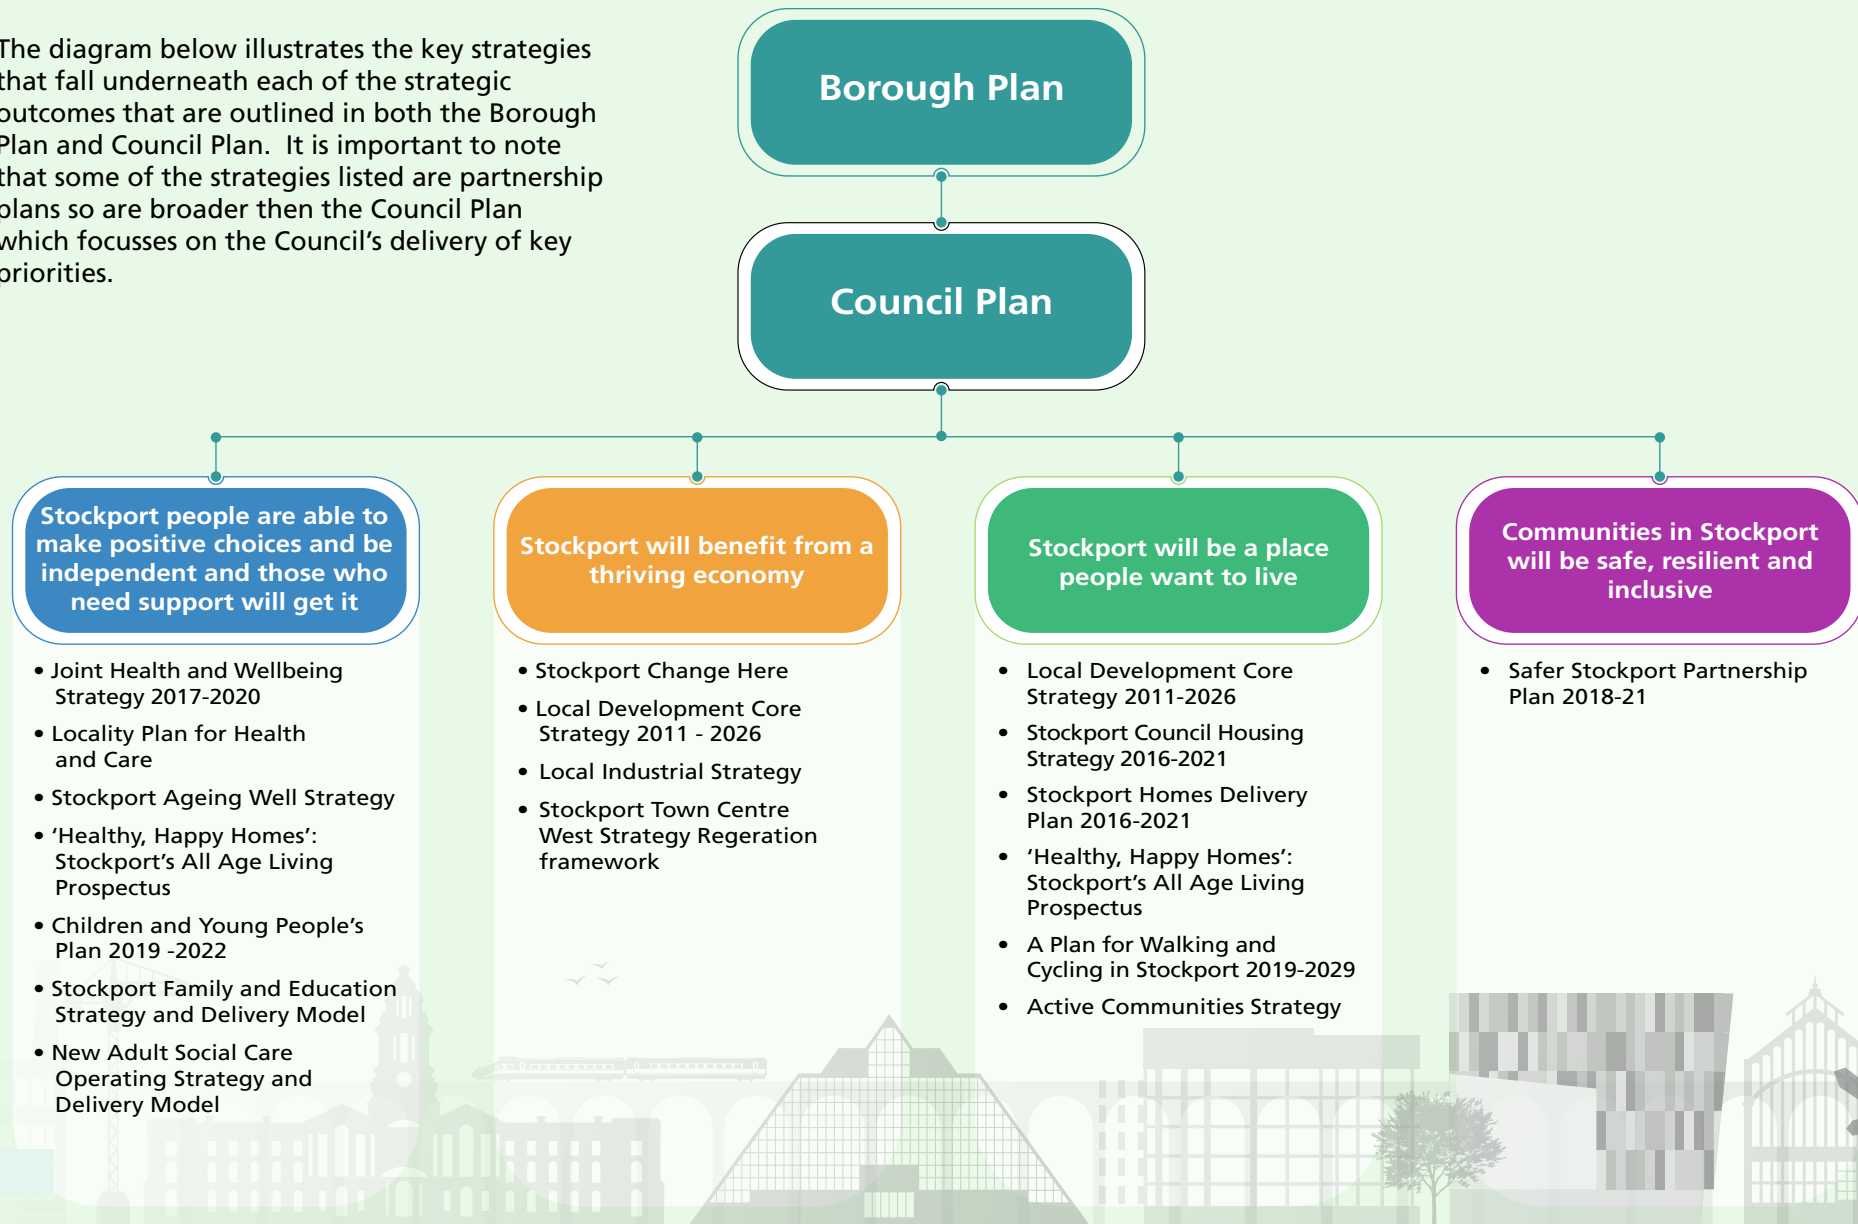 The diagram below illustrates the key strategies
that fall underneath each of the strategic
outcomes that are outlined in both the Borough
Plan and Council Plan.  It is important to note
that some of the strategies listed are partnership
plans so are broader then the Council Plan
which focusses on the Council’s delivery of key
priorities.
Borough Plan
Council Plan
Stockport people are able to
make positive choices and be
independent and those who
need support will get it
• Joint Health and Wellbeing
Strategy 2017-2020
• Locality Plan for Health
and Care
• Stockport Ageing Well Strategy
• ‘Healthy, Happy Homes’:
Stockport’s All Age Living
Prospectus
• Children and Young People’s
Plan 2019 -2022
• Stockport Family and Education
Strategy and Delivery Model
• New Adult Social Care
Operating Strategy and
Delivery Model
Stockport will benefit from a
thriving economy
• Stockport Change Here
• Local Development Core
Strategy 2011 - 2026
• Local Industrial Strategy
• Stockport Town Centre
West Strategy Regeration
framework
Stockport will be a place
people want to live
• Local Development Core
Strategy 2011-2026
• Stockport Council Housing
Strategy 2016-2021
• Stockport Homes Delivery
Plan 2016-2021
• ‘Healthy, Happy Homes’:
Stockport’s All Age Living
Prospectus
• A Plan for Walking and
Cycling in Stockport 2019-2029
• Active Communities Strategy
Communities in Stockport
will be safe, resilient and
inclusive
• Safer Stockport Partnership
Plan 2018-21